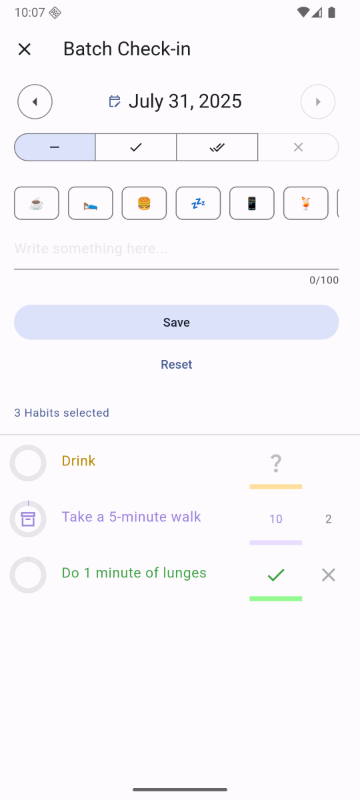 10:07
Batch Check-in
July 31, 2025
Write something here...
0/100
Save
Reset
3 Habits selected
Drink
?
Take a 5-minute walk
10
2
Do 1 minute of lunges